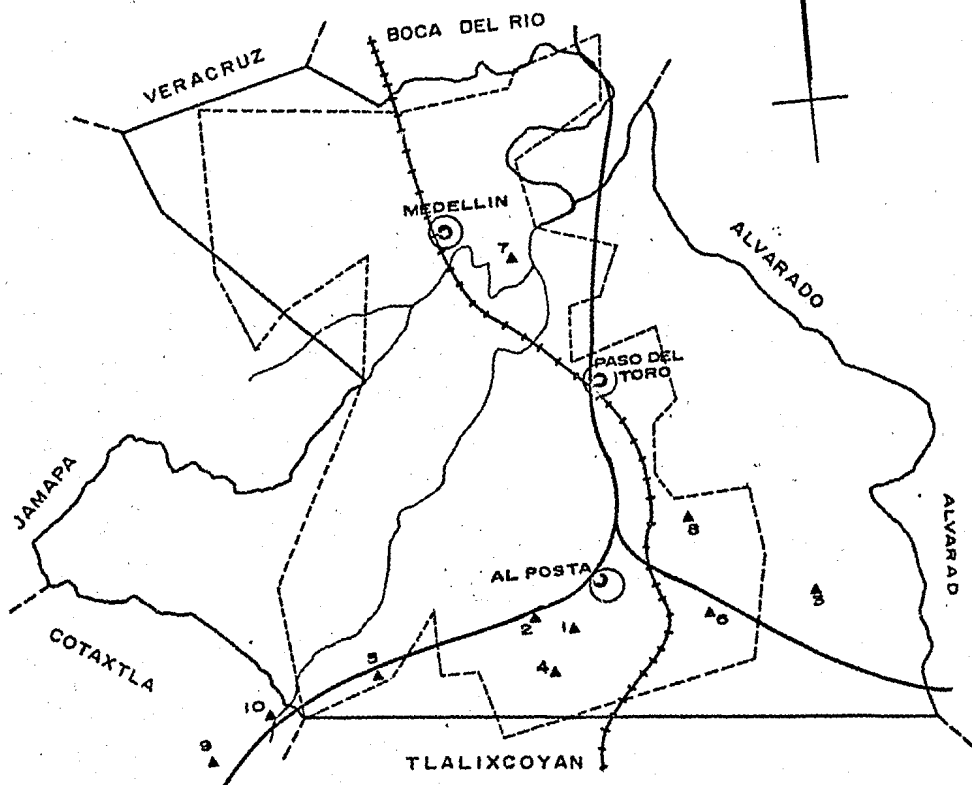 BOCA DEL RIO
VERACRUZ
MEDELLIN
7
ALVARADO
PASO DEL
TORO
JAMAPA
ALVARAD
8
AL POSTA
2
1
6
4
5
COTAXTLA
10
9
TLALIXCOYAN